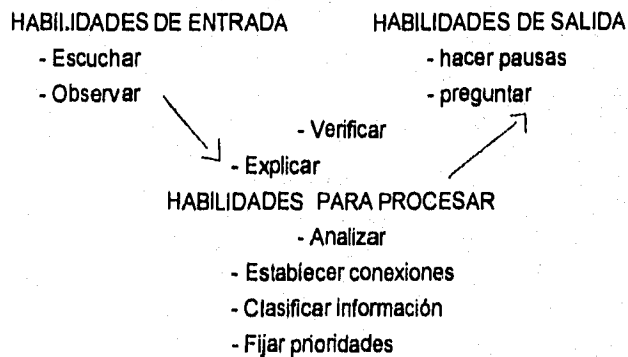 HABILIDADES DE ENTRADA HABILIDADES DE SALIDA
- Escuchar - hacer pausas
- Observar - preguntar
- Verificar
- Explicar
HABILIDADES PARA PROCESAR
- Analizar
- Establecer conexiones
- Clasificar información
- Fijar prioridades